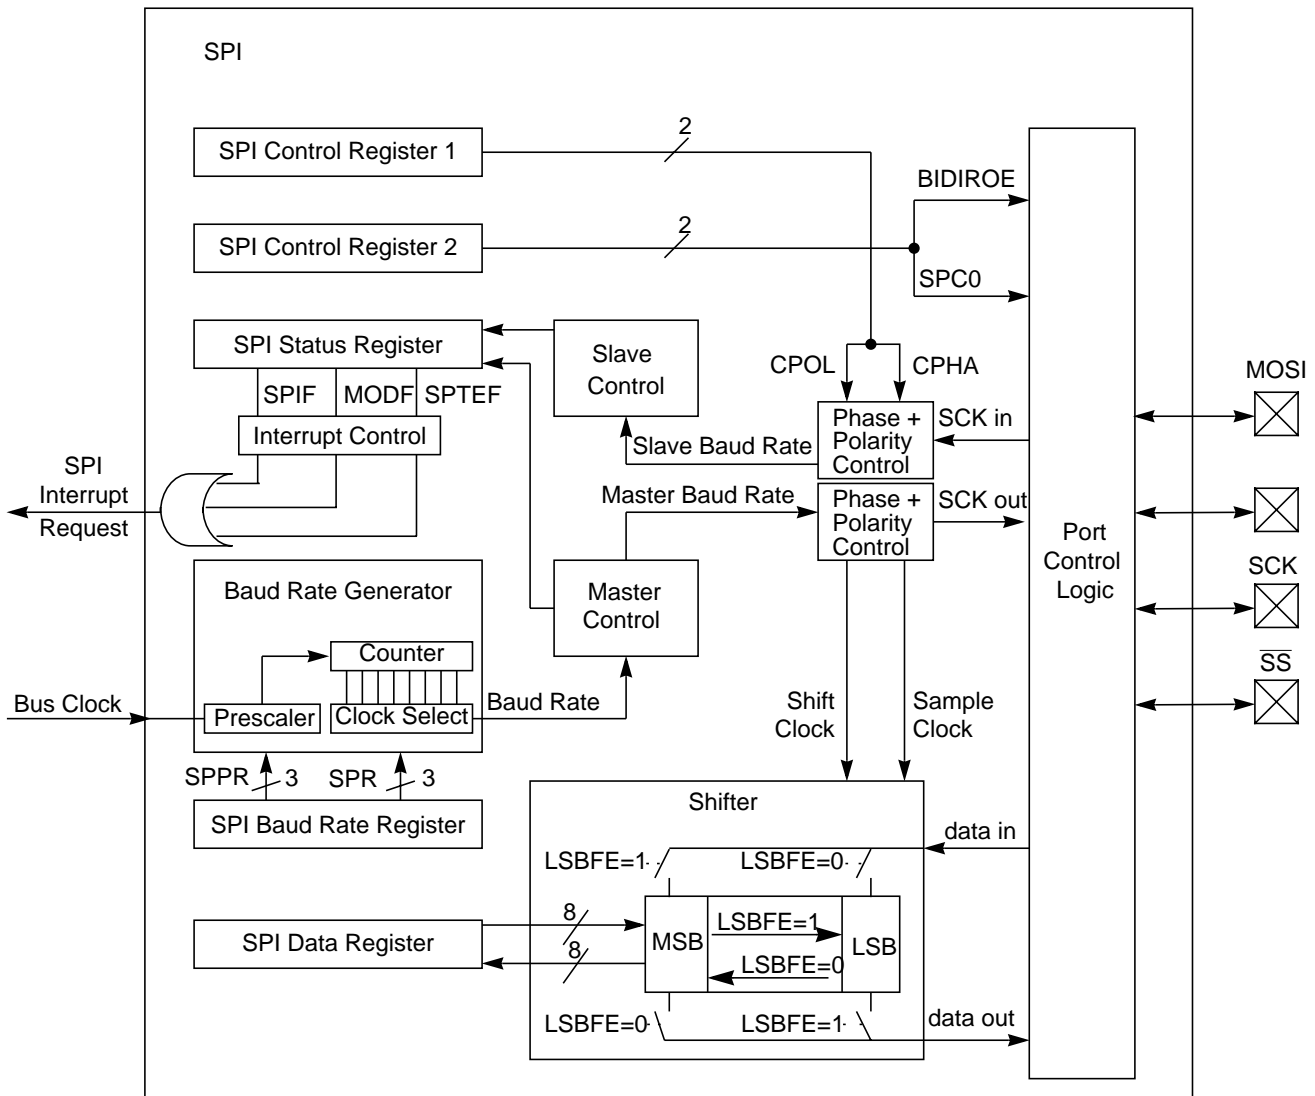 SPI
SPI Control Register 1
2
BIDIROE
SPI Control Register 2
2
SPC0
SPI Status Register
Slave
Control
CPOL
CPHA
SPIF
MODF
SPTEF
Interrupt Control
Phase +
Polarity
Control
SCK in
Slave Baud Rate
MOSI
SPI
Interrupt
Request
Master Baud Rate
Phase +
Polarity
Control
SCK out
Port
Control
Logic
SCK
SS
Baud Rate Generator
Master
Control
Counter
Bus Clock
Prescaler
Clock Select
Baud Rate
Shift
Clock
Sample
Clock
SPPR
3
SPR
3
SPI Baud Rate Register
Shifter
data in
LSBFE=1
LSBFE=0
8
SPI Data Register
8
MSB
LSBFE=1
LSBFE=0
LSB
LSBFE=0
LSBFE=1
data out